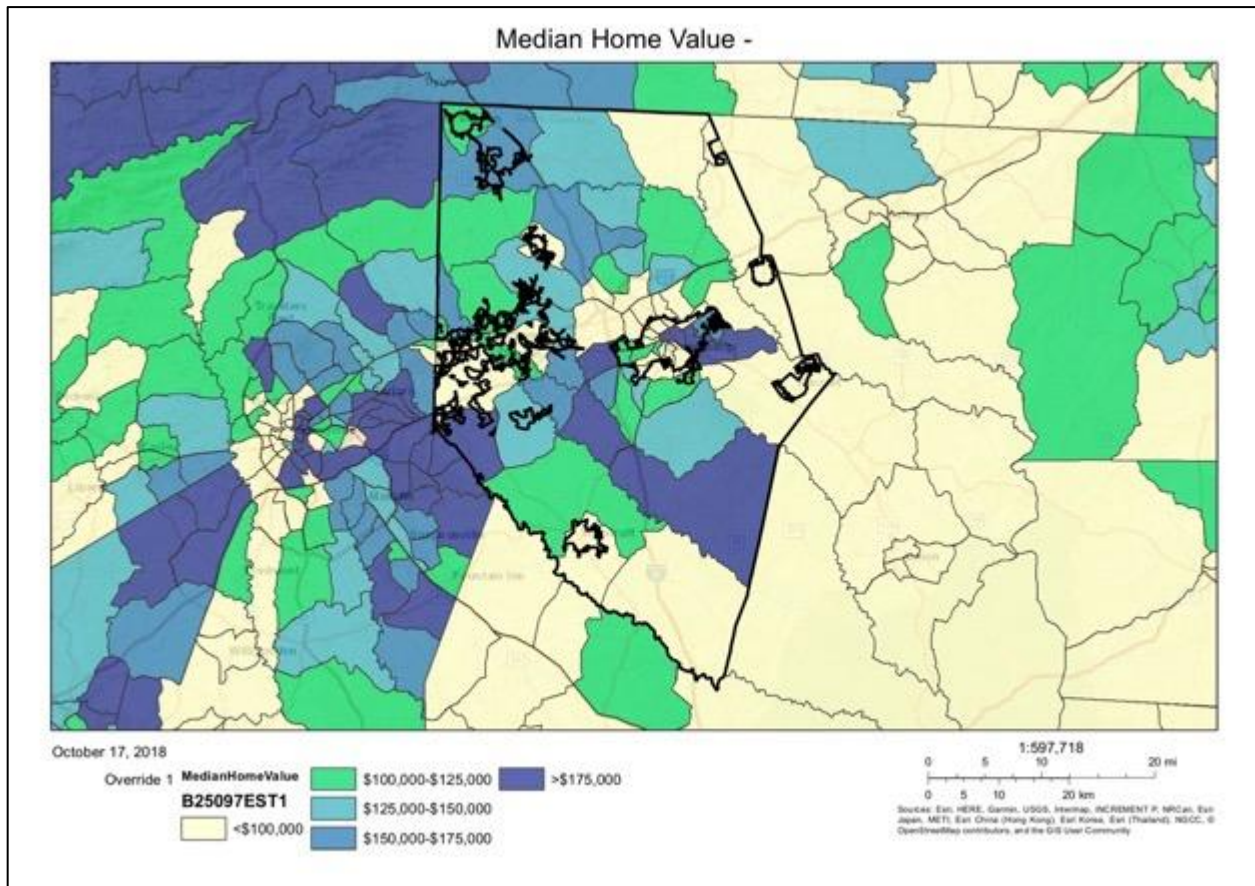 Median Home Value -
Travelers
Fountain Inn
October 17, 2018
Override 1
MedianHomeValue
B25097EST1
<$100,000
$100,000-$125,000
$125,000-$150,000
$150,000-$175,000
>$175,000
1:597,718
0 5 10 20 mi
0 5 10 20 km
Sources: Esri, HERE, Garmin, USGS, Intermap, INCREMENT P, NRCan, Esri
Japan, METI, Esri China (Hong Kong), Esri Korea, Esri (Thailand), NGCC, ©
OpenStreetMap contributors, and the GIS User Community